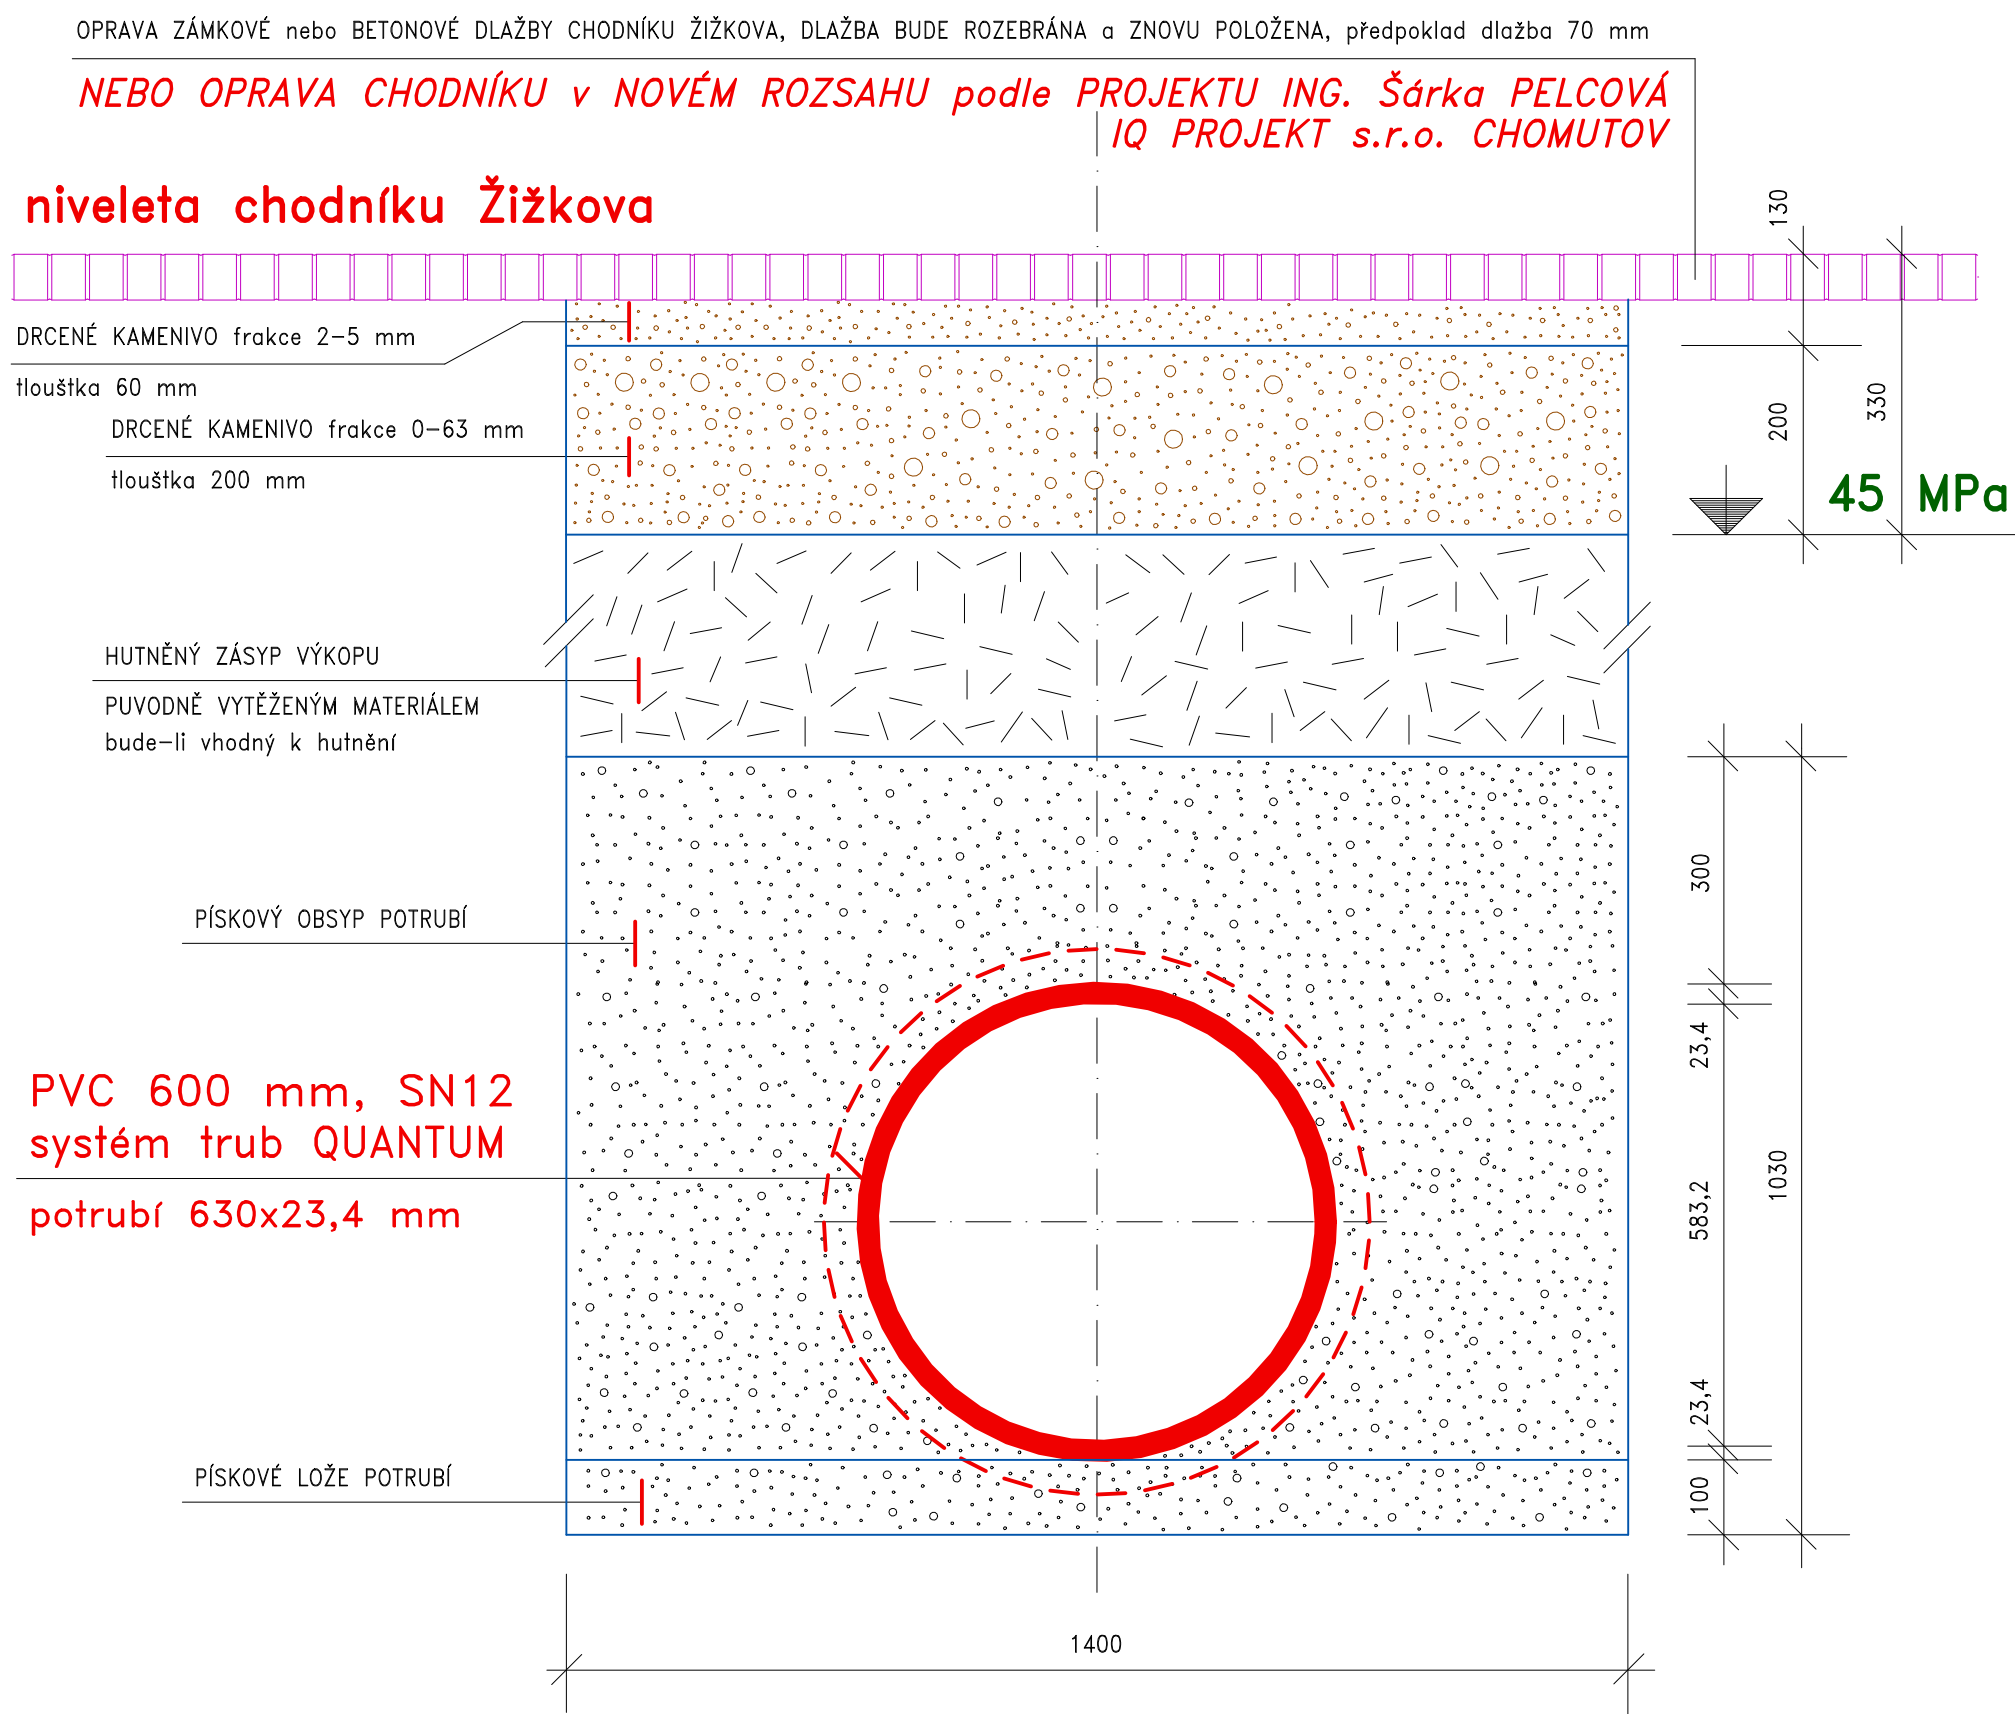 OPRAVA ZÁMKOVÉ nebo BETONOVÉ DLAŽBY CHODNÍKU ŽIŽKOVA, DLAŽBA BUDE ROZEBRÁNA a ZNOVU POLOŽENA, předpoklad dlažba 70 mm
NEBO OPRAVA CHODNÍKU v NOVÉM ROZSAHU podle PROJEKTU ING. Šárka PELCOVÁ
IQ PROJEKT s.r.o. CHOMUTOV
niveleta chodníku Žižkova
130
DRCENÉ KAMENIVO frakce 2-5 mm
tlouštka 60 mm
DRCENÉ KAMENIVO frakce 0-63 mm
tlouštka 200 mm
200
330
45 MPa
HUTNĚNÝ ZÁSYP VÝKOPU
PUVODNĚ VYTĚŽENÝM MATERIÁLEM
bude-li vhodný k hutnění
300
PÍSKOVÝ OBSYP POTRUBÍ
23,4
PVC 600 mm, SN12
systém trub QUANTUM
potrubí 630x23,4 mm
583,2
1030
23,4
PÍSKOVÉ LOŽE POTRUBÍ
100
1400